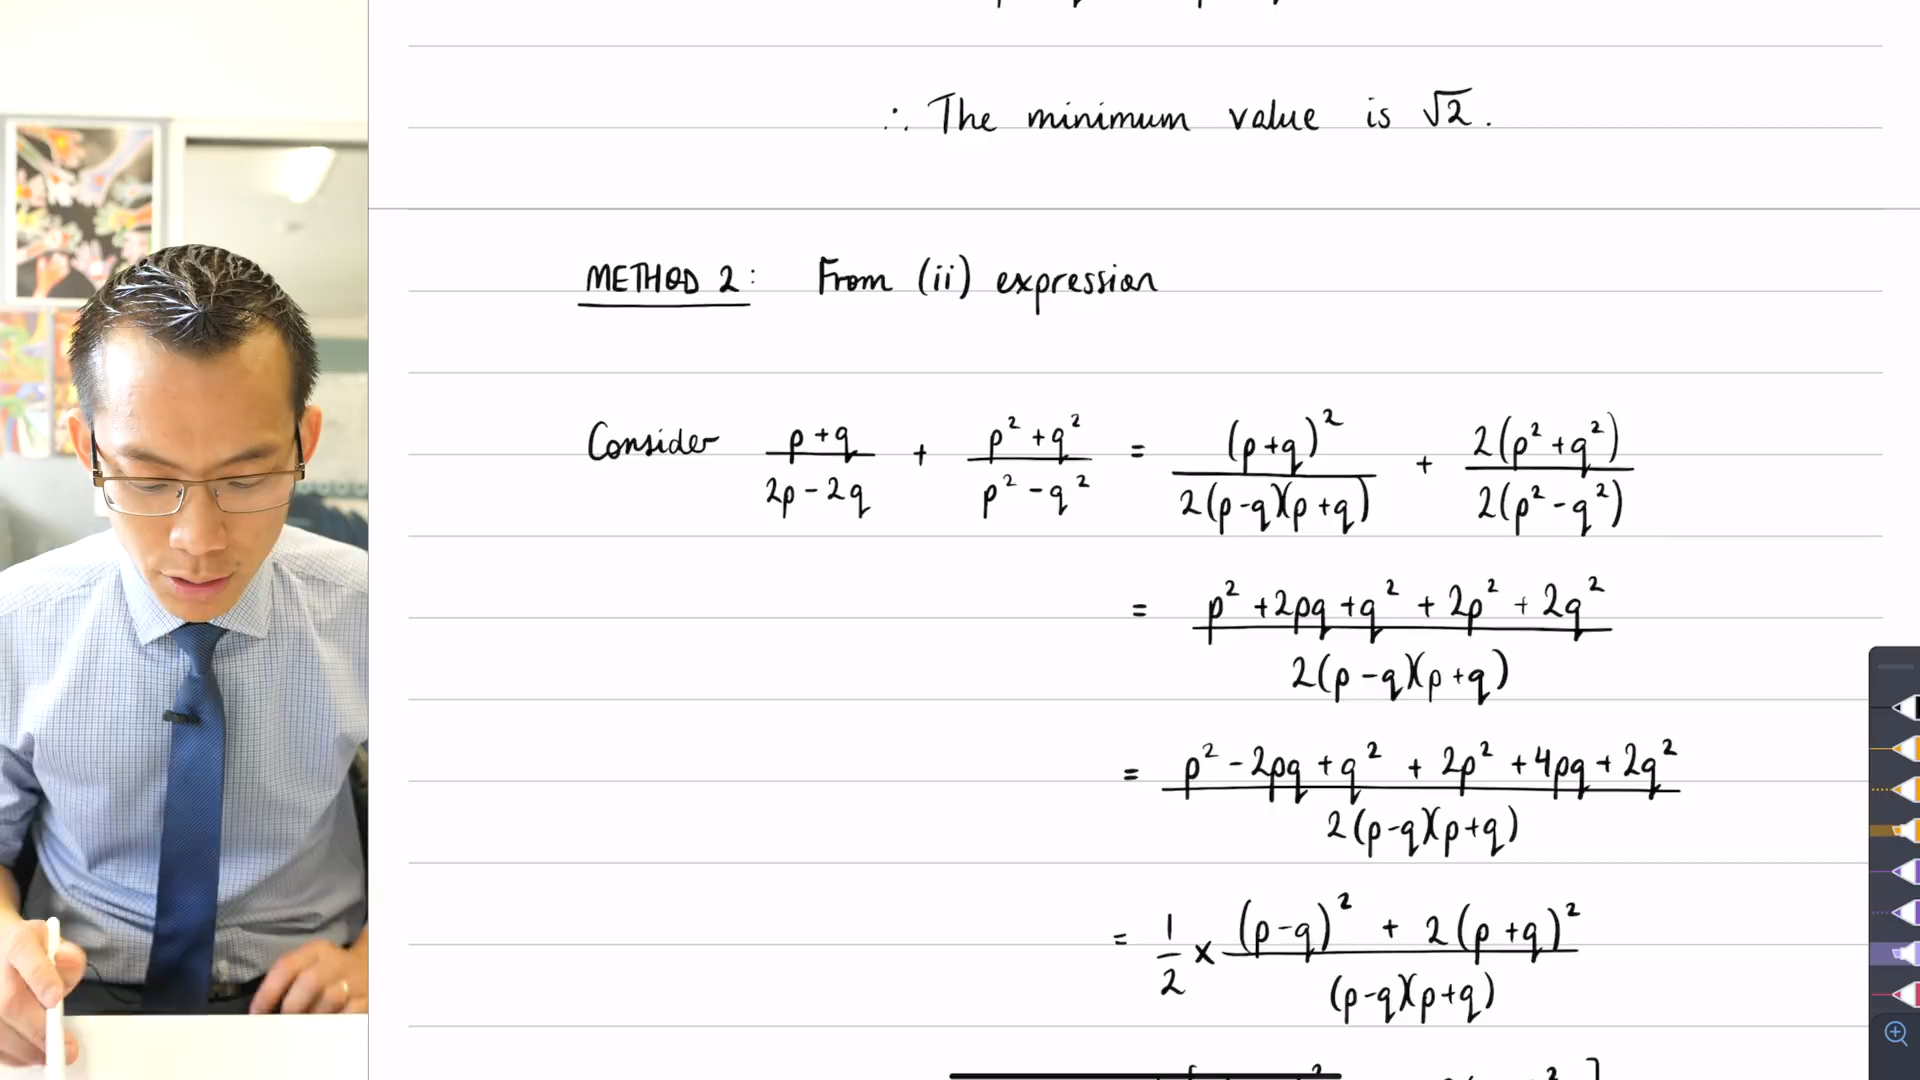 ∴ The minimum value is √2.
METHOD 2: From (ii) expression
Consider (p+q)/(2p-2q) + (p²+q²)/(p²-q²) = (p+q)²/(2(p-q)(p+q)) + 2(p²+q²)/(2(p²-q²))
= (p²+2pq+q²+2p²+2q²)/(2(p-q)(p+q))
= (p²-2pq+q²+2p²+4pq+2q²)/(2(p-q)(p+q))
= 1/2 × ((p-q)²+2(p+q)²)/((p-q)(p+q))